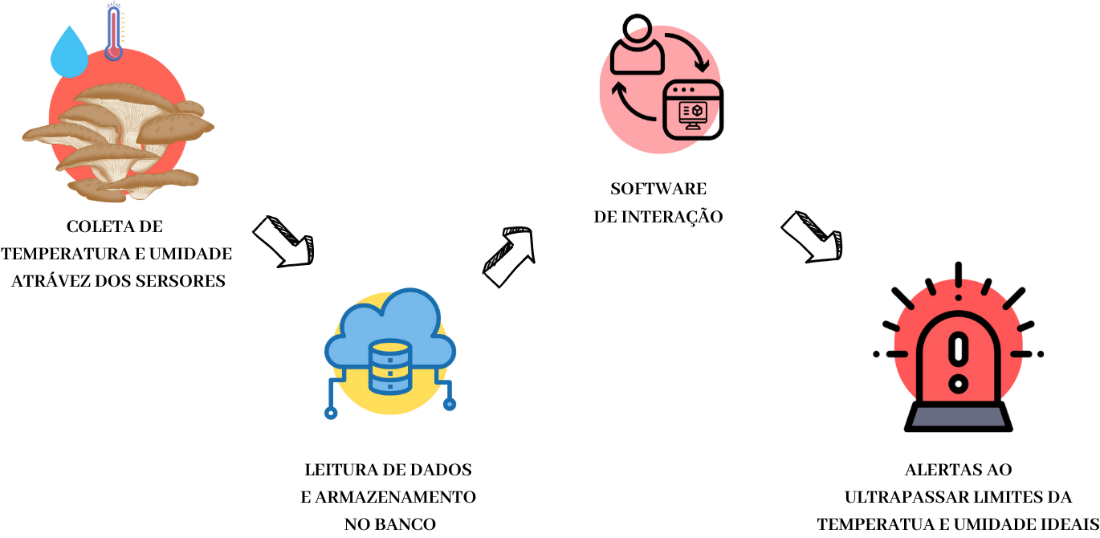 COLETA DE
TEMPERATURA E UMIDADE
ATRÁVEZ DOS SERSORES
LEITURA DE DADOS
E ARMAZENAMENTO
NO BANCO
SOFTWARE
DE INTERAÇÃO
ALERTAS AO
ULTRAPASSAR LIMITES DA
TEMPERATUA E UMIDADE IDEAIS